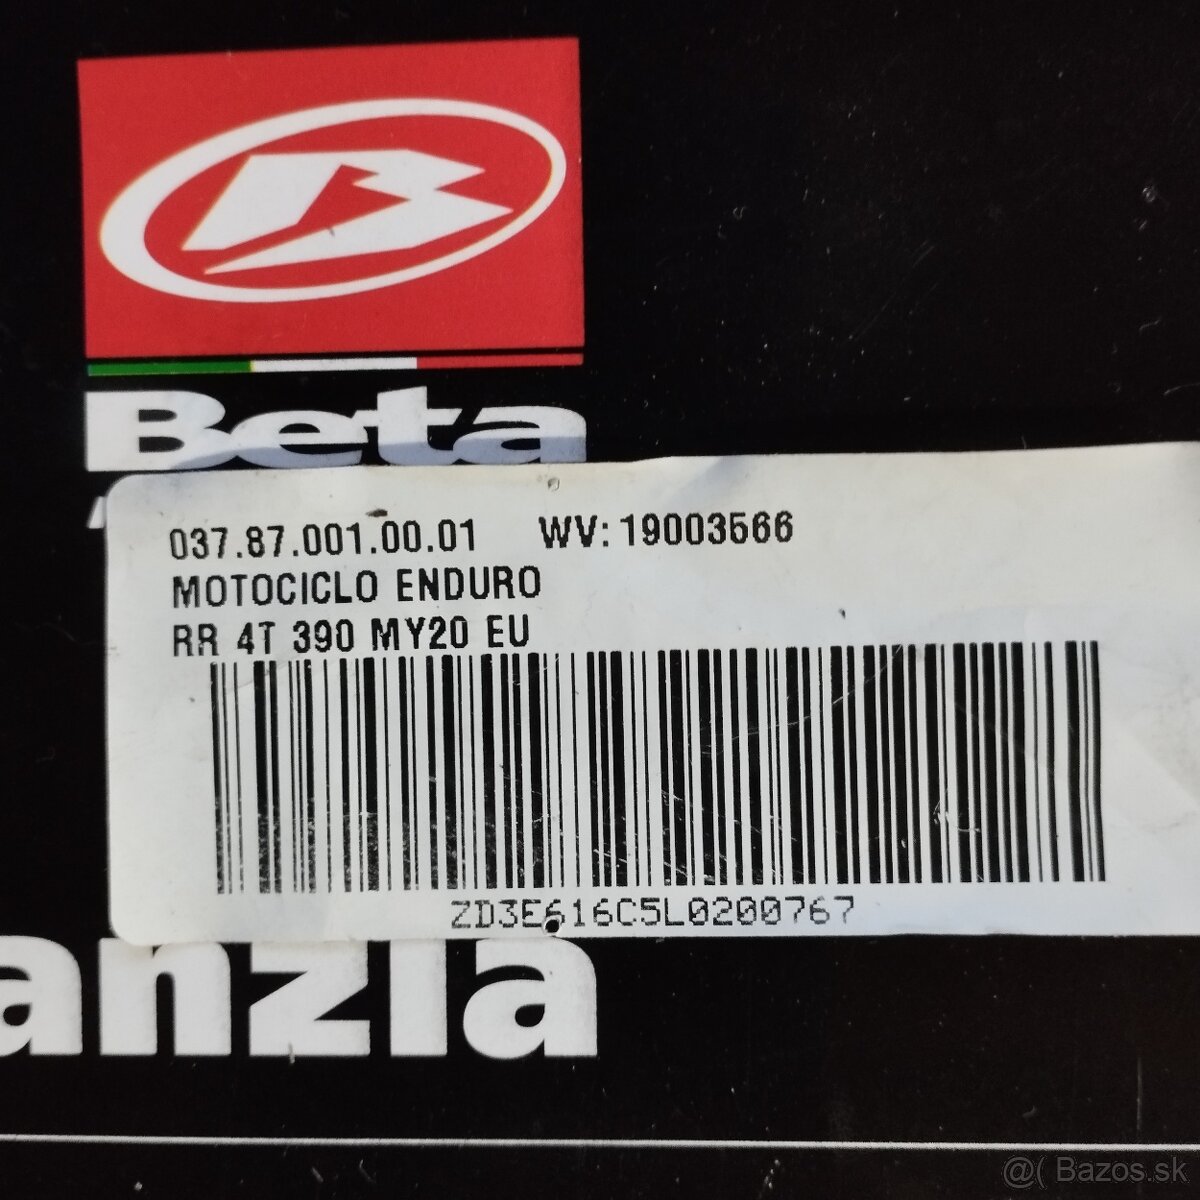 Beta
037.87.001.00.01 WV: 19003566
MOTOCICLO ENDURO
RR 4T 390 MY20 EU
ZD3E616C5L0200767
anzia
@( Bazos.sk